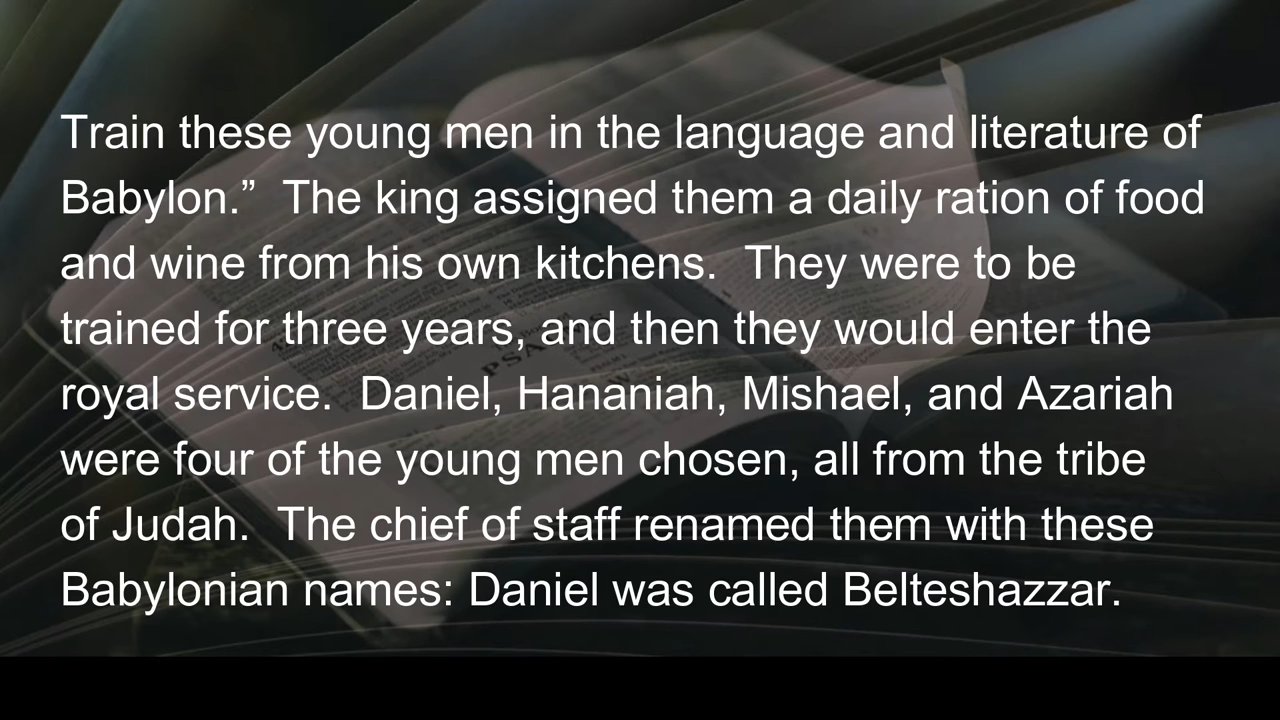 Train these young men in the language and literature of
Babylon.”  The king assigned them a daily ration of food
and wine from his own kitchens.  They were to be
trained for three years, and then they would enter the
royal service.  Daniel, Hananiah, Mishael, and Azariah
were four of the young men chosen, all from the tribe
of Judah.  The chief of staff renamed them with these
Babylonian names: Daniel was called Belteshazzar.